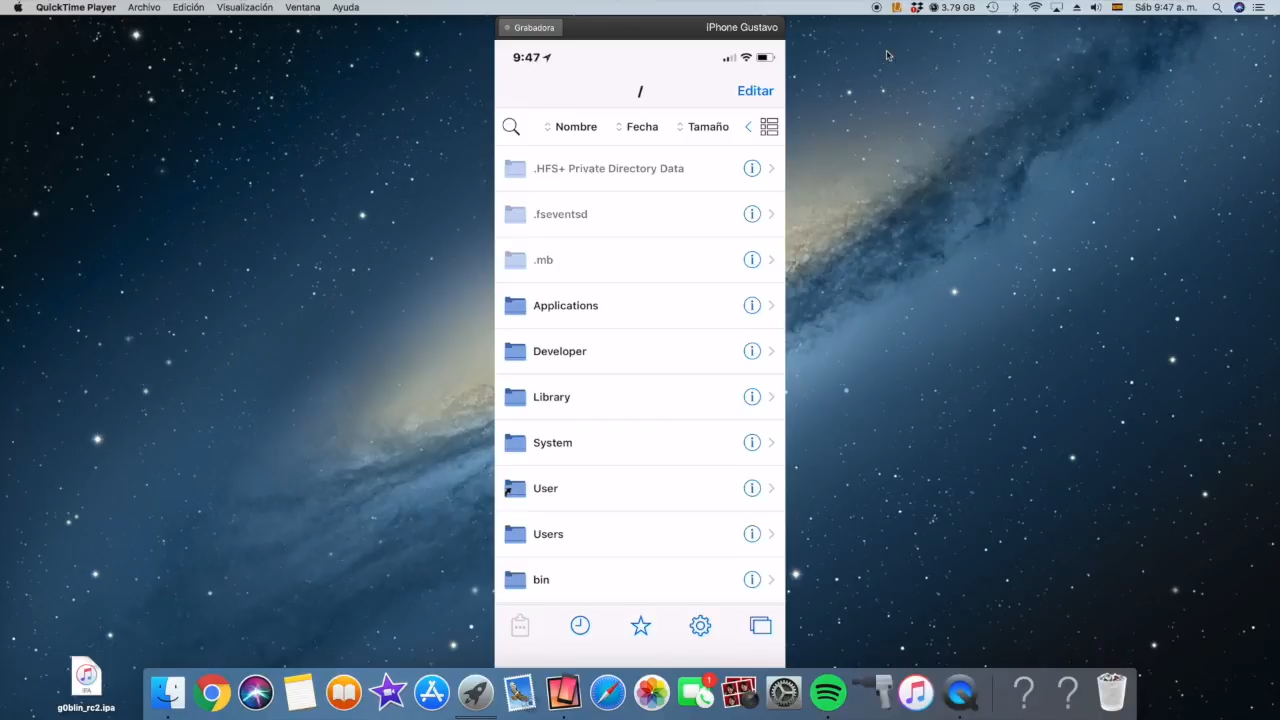 QuickTime Player Archivo Edición Visualización Ventana Ayuda 3.79 GB Sáb 9:47 a. m.
Grabadora iPhone Gustavo
9:47
/ Editar
Nombre Fecha Tamaño
.HFS+ Private Directory Data
.fseventsd
.mb
Applications
Developer
Library
System
User
Users
bin
1
IPA
g0blin_rc2.ipa